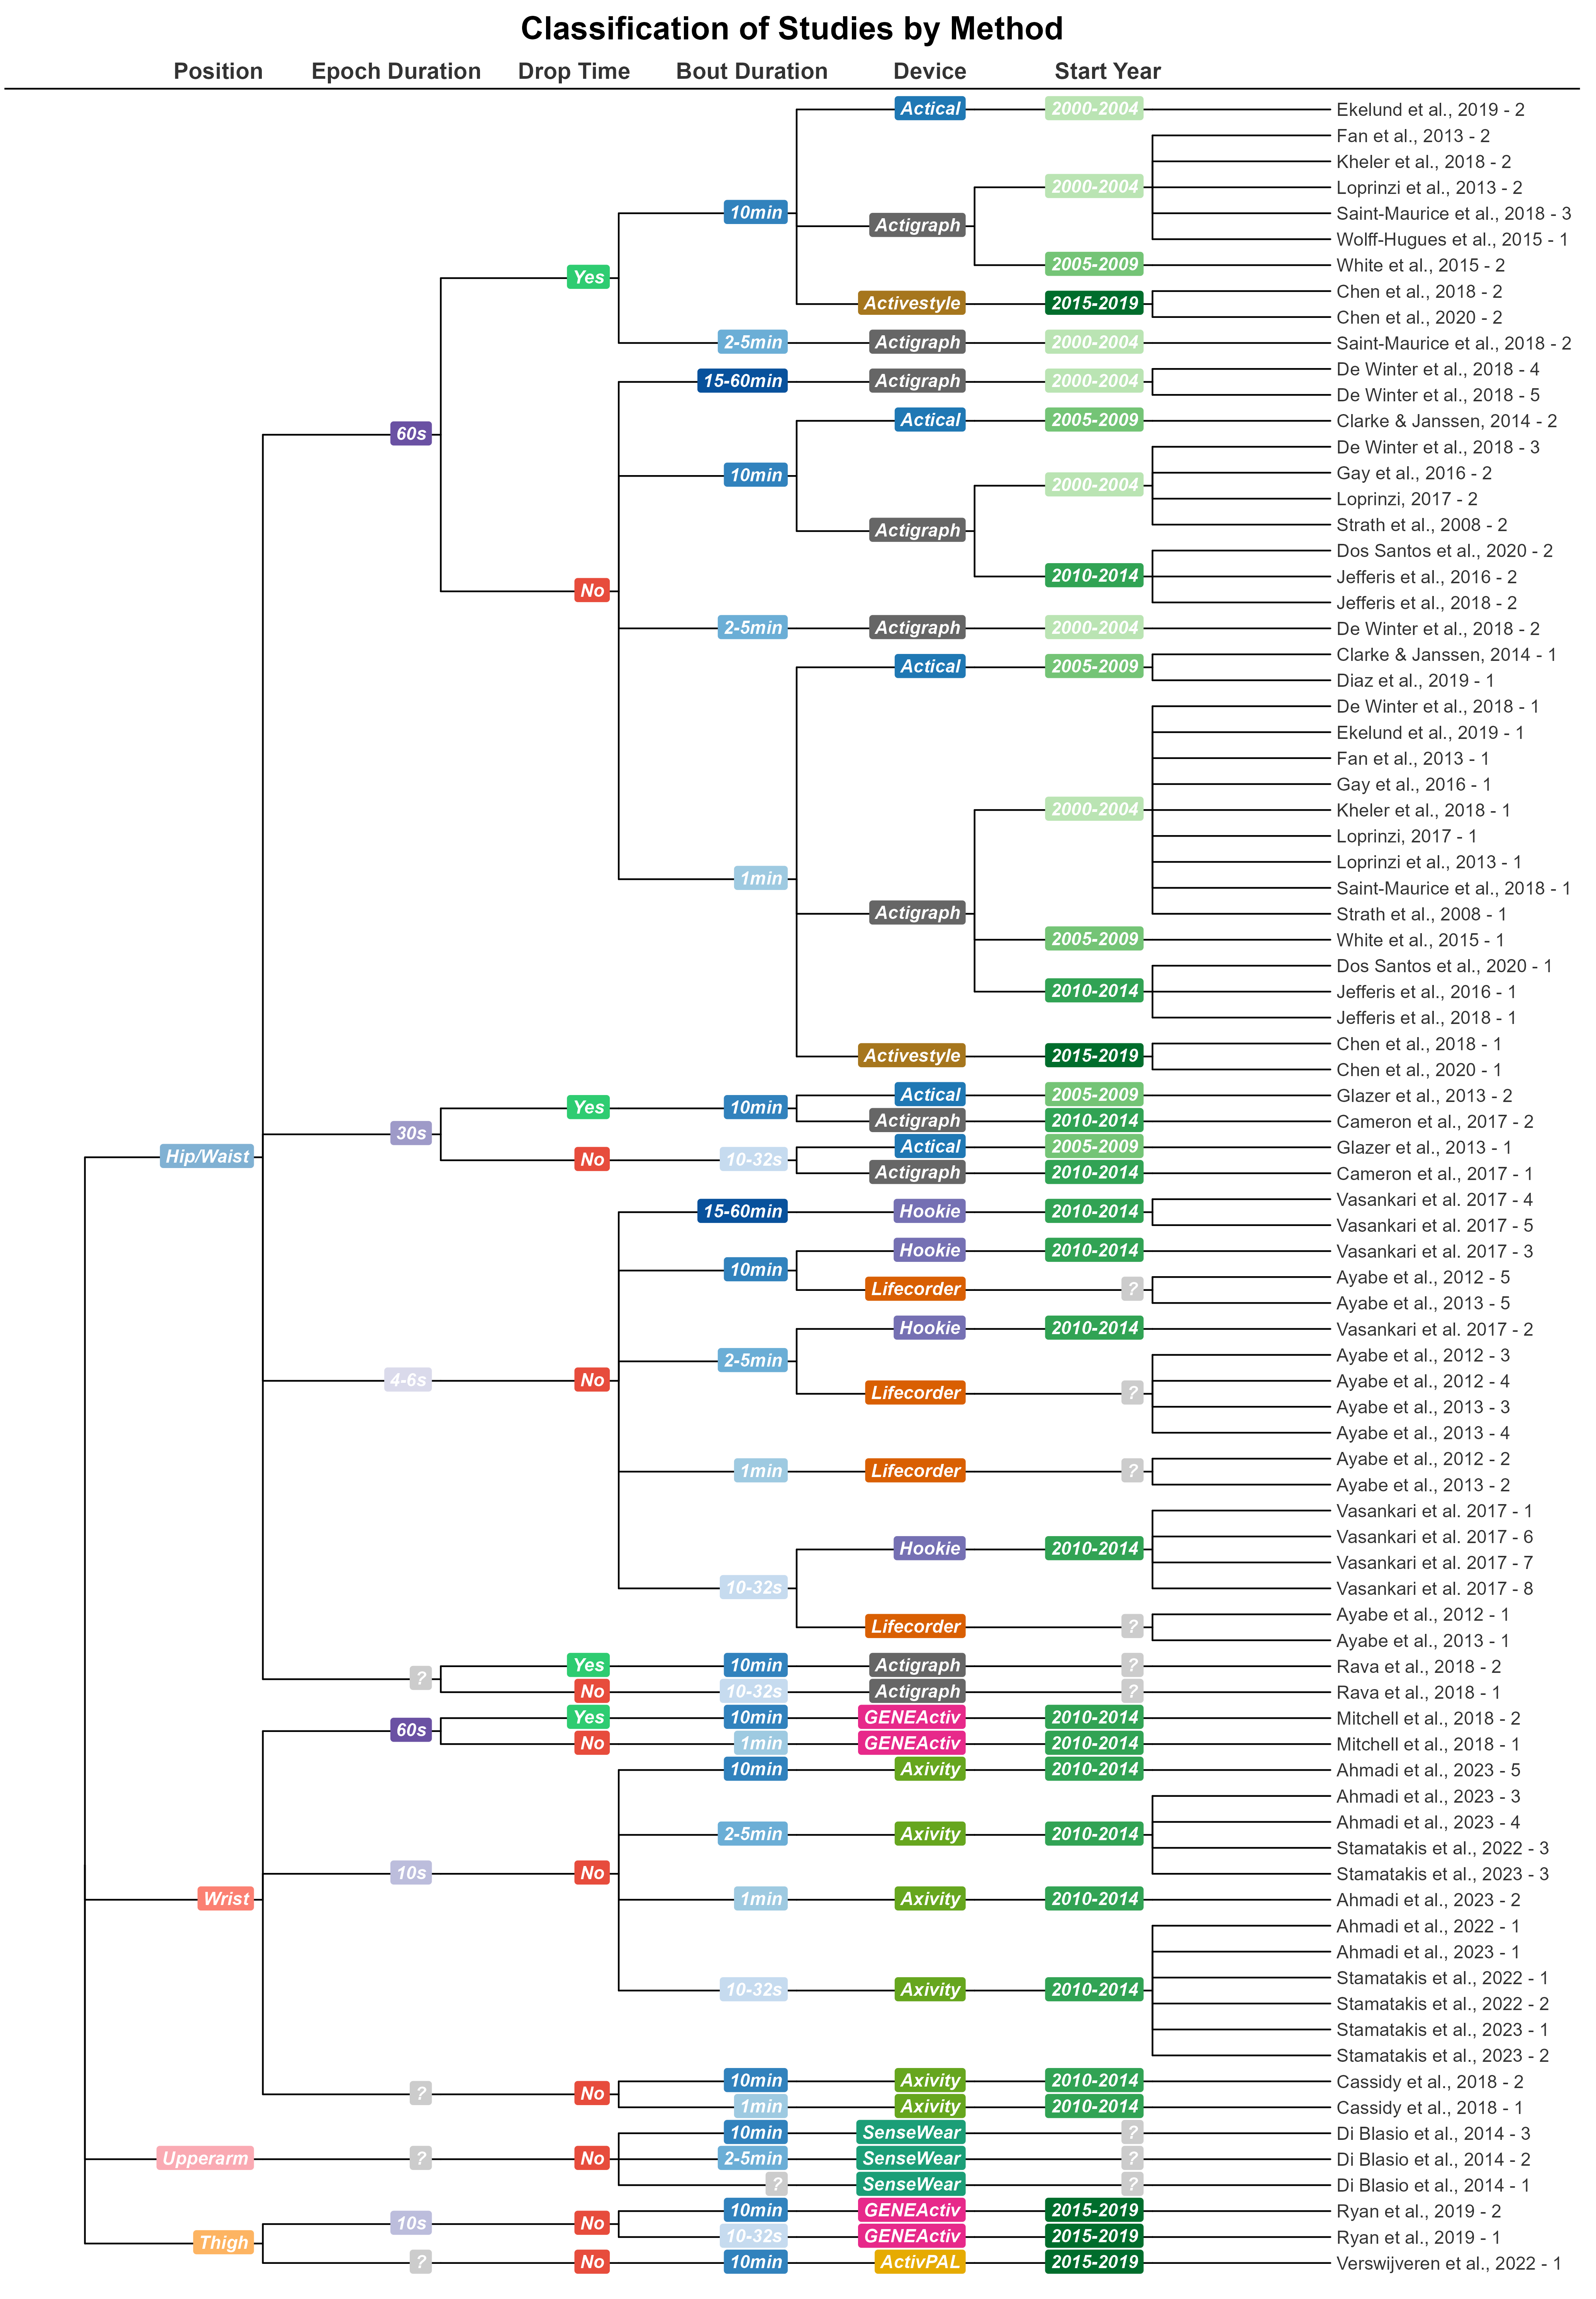 Classification of Studies by Method
Position Epoch Duration Drop Time Bout Duration Device Start Year
Actical 2000-2004 Ekelund et al., 2019 - 2
Fan et al., 2013 - 2
Kheler et al., 2018 - 2
2000-2004 Loprinzi et al., 2013 - 2
10min Saint-Maurice et al., 2018 - 3
Actigraph Wolff-Hugues et al., 2015 - 1
2005-2009 White et al., 2015 - 2
Yes Chen et al., 2018 - 2
Activestyle 2015-2019
Chen et al., 2020 - 2
2-5min Actigraph 2000-2004 Saint-Maurice et al., 2018 - 2
De Winter et al., 2018 - 4
15-60min Actigraph 2000-2004
De Winter et al., 2018 - 5
60s Actical 2005-2009 Clarke & Janssen, 2014 - 2
De Winter et al., 2018 - 3
10min Gay et al., 2016 - 2
2000-2004
Loprinzi, 2017 - 2
Actigraph Strath et al., 2008 - 2
Dos Santos et al., 2020 - 2
No 2010-2014 Jefferis et al., 2016 - 2
Jefferis et al., 2018 - 2
2-5min Actigraph 2000-2004 De Winter et al., 2018 - 2
Clarke & Janssen, 2014 - 1
Actical 2005-2009
Diaz et al., 2019 - 1
De Winter et al., 2018 - 1
Ekelund et al., 2019 - 1
Fan et al., 2013 - 1
Gay et al., 2016 - 1
2000-2004 Kheler et al., 2018 - 1
Loprinzi, 2017 - 1
Loprinzi et al., 2013 - 1
1min Saint-Maurice et al., 2018 - 1
Actigraph Strath et al., 2008 - 1
2005-2009 White et al., 2015 - 1
Dos Santos et al., 2020 - 1
2010-2014 Jefferis et al., 2016 - 1
Jefferis et al., 2018 - 1
Chen et al., 2018 - 1
Activestyle 2015-2019
Chen et al., 2020 - 1
Yes 10min Actical 2005-2009 Glazer et al., 2013 - 2
30s Actigraph 2010-2014 Cameron et al., 2017 - 2
Hip/Waist No 10-32s Actical 2005-2009 Glazer et al., 2013 - 1
Actigraph 2010-2014 Cameron et al., 2017 - 1
Vasankari et al. 2017 - 4
15-60min Hookie 2010-2014
Vasankari et al. 2017 - 5
10min Hookie 2010-2014 Vasankari et al. 2017 - 3
Ayabe et al., 2012 - 5
Lifecorder ?
Ayabe et al., 2013 - 5
Hookie 2010-2014 Vasankari et al. 2017 - 2
2-5min Ayabe et al., 2012 - 3
4-6s No Ayabe et al., 2012 - 4
Lifecorder ?
Ayabe et al., 2013 - 3
Ayabe et al., 2013 - 4
Ayabe et al., 2012 - 2
1min Lifecorder ?
Ayabe et al., 2013 - 2
Vasankari et al. 2017 - 1
Vasankari et al. 2017 - 6
Hookie 2010-2014
Vasankari et al. 2017 - 7
10-32s Vasankari et al. 2017 - 8
Ayabe et al., 2012 - 1
Lifecorder ?
Ayabe et al., 2013 - 1
? Yes 10min Actigraph ? Rava et al., 2018 - 2
No 10-32s Actigraph ? Rava et al., 2018 - 1
60s Yes 10min GENEActiv 2010-2014 Mitchell et al., 2018 - 2
No 1min GENEActiv 2010-2014 Mitchell et al., 2018 - 1
10min Axivity 2010-2014 Ahmadi et al., 2023 - 5
Ahmadi et al., 2023 - 3
Ahmadi et al., 2023 - 4
2-5min Axivity 2010-2014
Stamatakis et al., 2022 - 3
10s No Stamatakis et al., 2023 - 3
Wrist 1min Axivity 2010-2014 Ahmadi et al., 2023 - 2
Ahmadi et al., 2022 - 1
Ahmadi et al., 2023 - 1
10-32s Axivity 2010-2014 Stamatakis et al., 2022 - 1
Stamatakis et al., 2022 - 2
Stamatakis et al., 2023 - 1
Stamatakis et al., 2023 - 2
? No 10min Axivity 2010-2014 Cassidy et al., 2018 - 2
1min Axivity 2010-2014 Cassidy et al., 2018 - 1
10min SenseWear ? Di Blasio et al., 2014 - 3
Upperarm ? No 2-5min SenseWear ? Di Blasio et al., 2014 - 2
? SenseWear ? Di Blasio et al., 2014 - 1
10s No 10min GENEActiv 2015-2019 Ryan et al., 2019 - 2
Thigh 10-32s GENEActiv 2015-2019 Ryan et al., 2019 - 1
? No 10min ActivPAL 2015-2019 Verswijveren et al., 2022 - 1